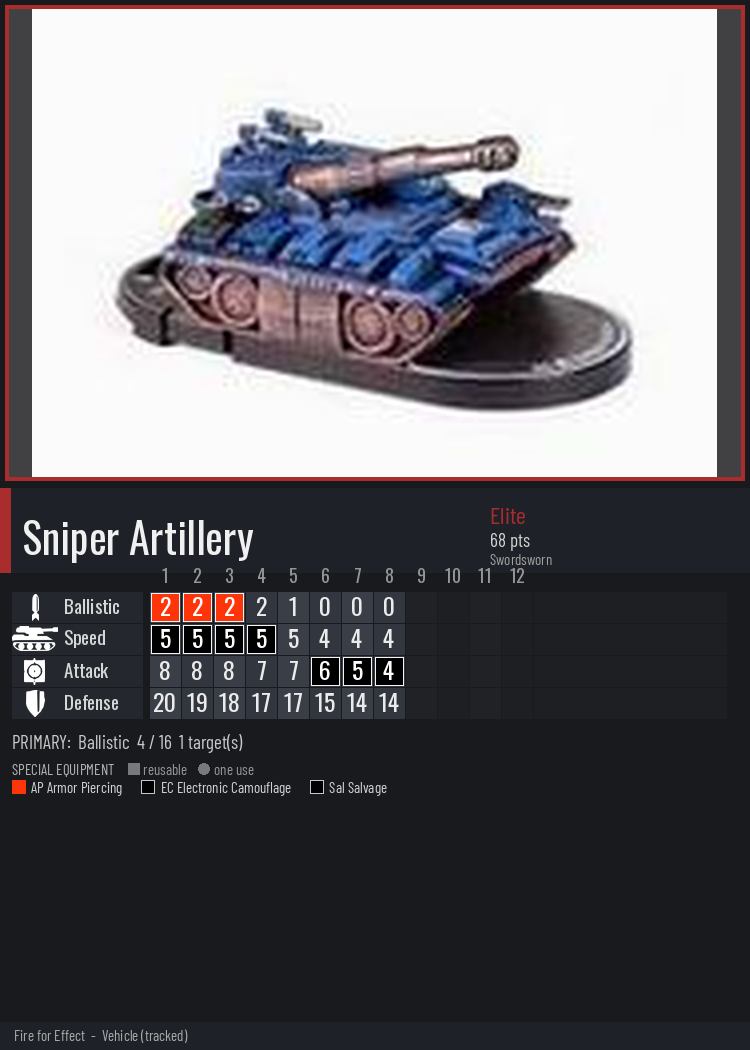 Sniper Artillery
Elite
68 pts
Swordsworn
1 2 3 4 5 6 7 8 9 10 11 12
Ballistic 2 2 2 2 1 0 0 0
Speed 5 5 5 5 5 4 4 4
Attack 8 8 8 7 7 6 5 4
Defense 20 19 18 17 17 15 14 14
PRIMARY: Ballistic 4 / 16 1 target(s)
SPECIAL EQUIPMENT reusable one use
AP Armor Piercing EC Electronic Camouflage Sal Salvage
Fire for Effect - Vehicle (tracked)